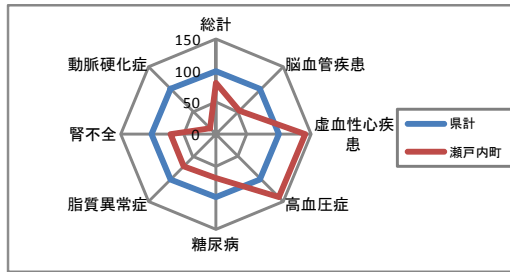 総計
150
100
50
0
脳血管疾患
虚血性心疾
患
高血圧症
糖尿病
脂質異常症
腎不全
動脈硬化症
県計
瀬戸内町